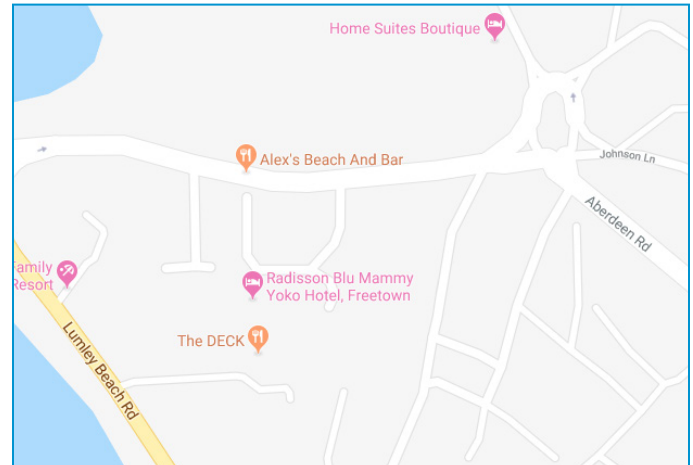 Home Suites Boutique
Alex's Beach And Bar
Johnson Ln
Aberdeen Rd
Family
Resort
Radisson Blu Mammy
Yoko Hotel, Freetown
The DECK
Lumley Beach Rd